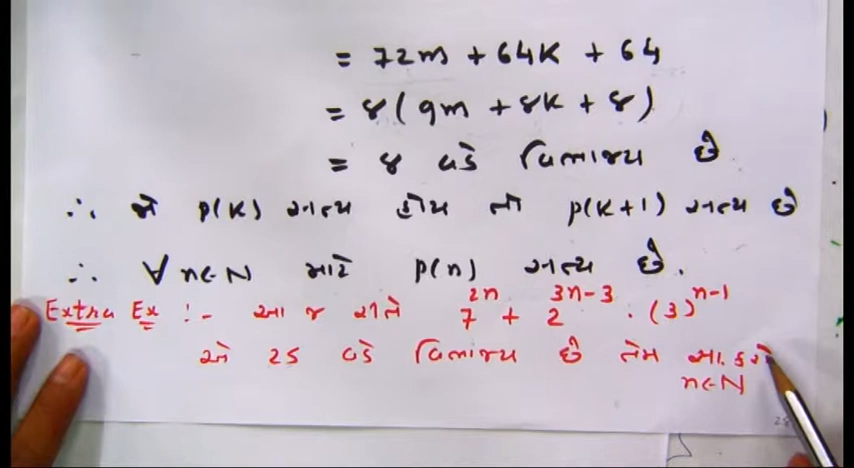 = 72m + 64k + 64
= 8(9m + 8k + 8)
= 8 વડે વિભાજ્ય છે
∴ જો P(K) સત્ય હોય તો P(K+1) સત્ય છે
∴ ∀ n∈N માટે P(n) સત્ય છે.
Extra Ex :- આ જ રીતે 7^{2n} + 2^{3n-3} · (3)^{n-1}
એ 25 વડે વિભાજ્ય છે તેમ સા. કરો
n∈N